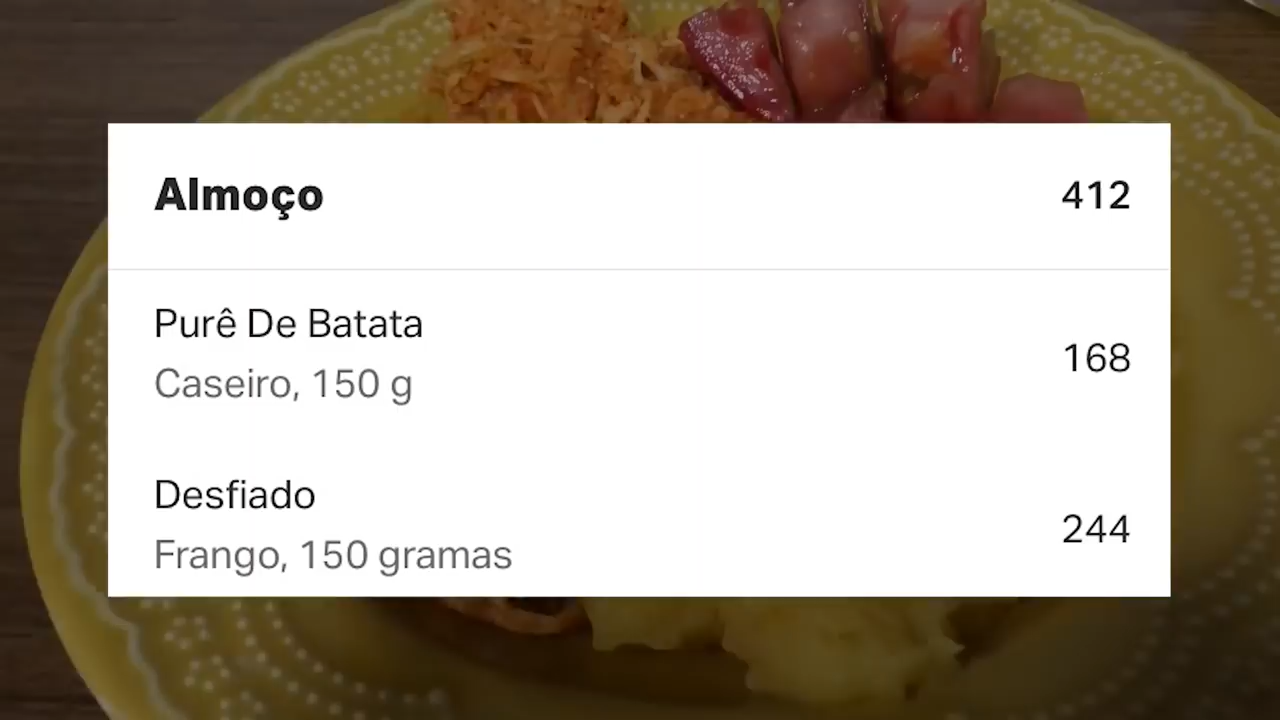 Almoço 412
Purê De Batata
Caseiro, 150 g
168
Desfiado
Frango, 150 gramas
244